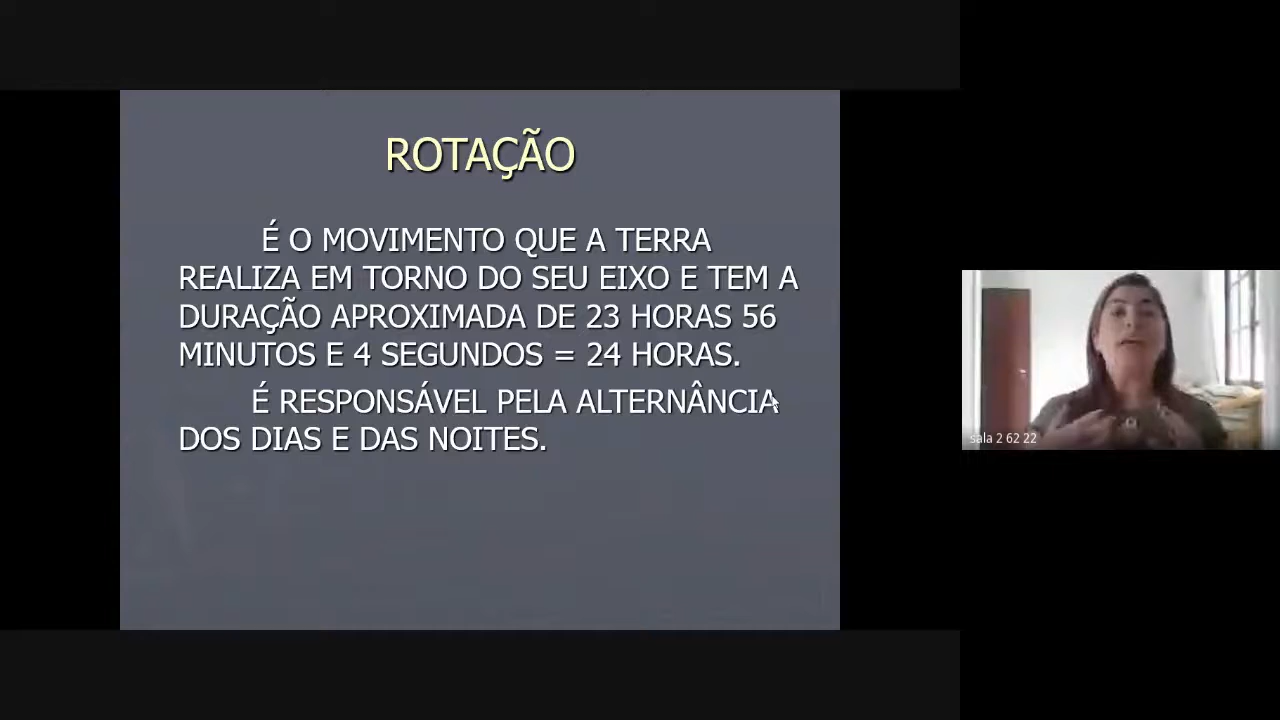 ROTAÇÃO
É O MOVIMENTO QUE A TERRA
REALIZA EM TORNO DO SEU EIXO E TEM A
DURAÇÃO APROXIMADA DE 23 HORAS 56
MINUTOS E 4 SEGUNDOS = 24 HORAS.
É RESPONSÁVEL PELA ALTERNÂNCIA
DOS DIAS E DAS NOITES.
sala 2 62 22